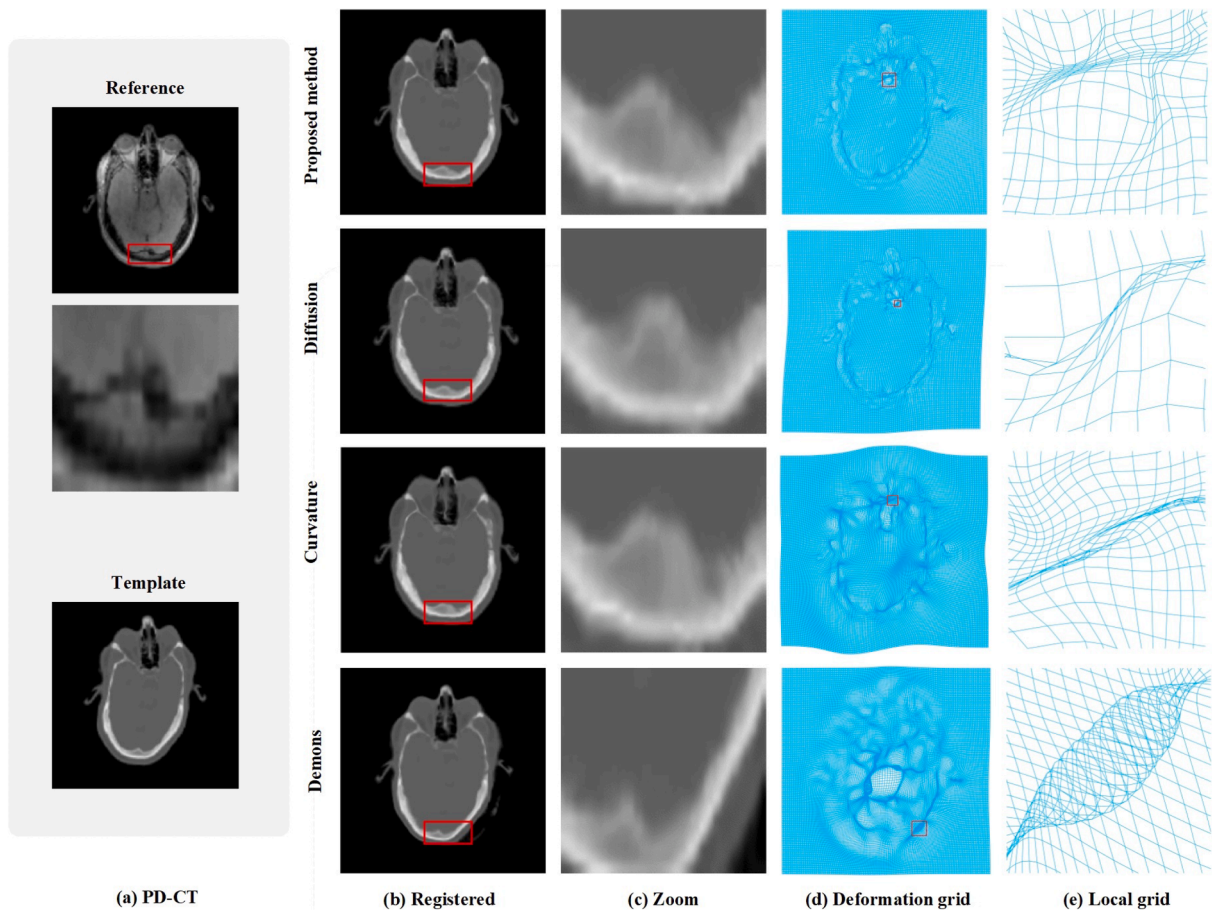 Reference
Template
Proposed method
Diffusion
Curvature
Demons
(a) PD-CT
(b) Registered
(c) Zoom
(d) Deformation grid
(e) Local grid